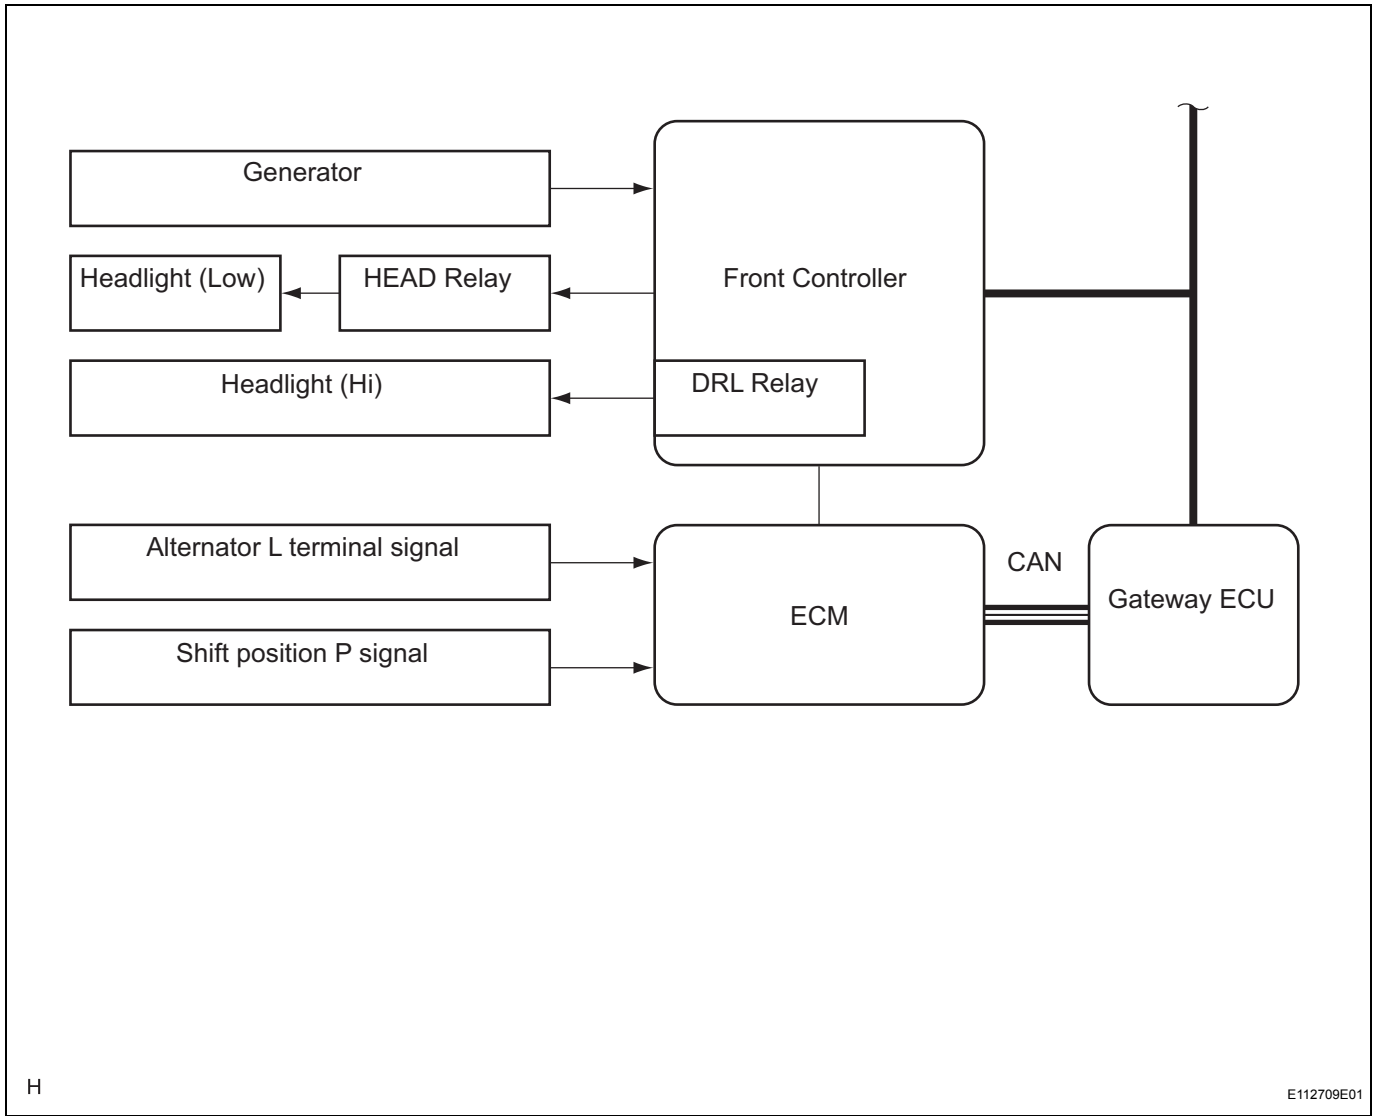 Generator
Headlight (Low)
HEAD Relay
Front Controller
Headlight (Hi)
DRL Relay
Alternator L terminal signal
CAN
Gateway ECU
ECM
Shift position P signal
H
E112709E01